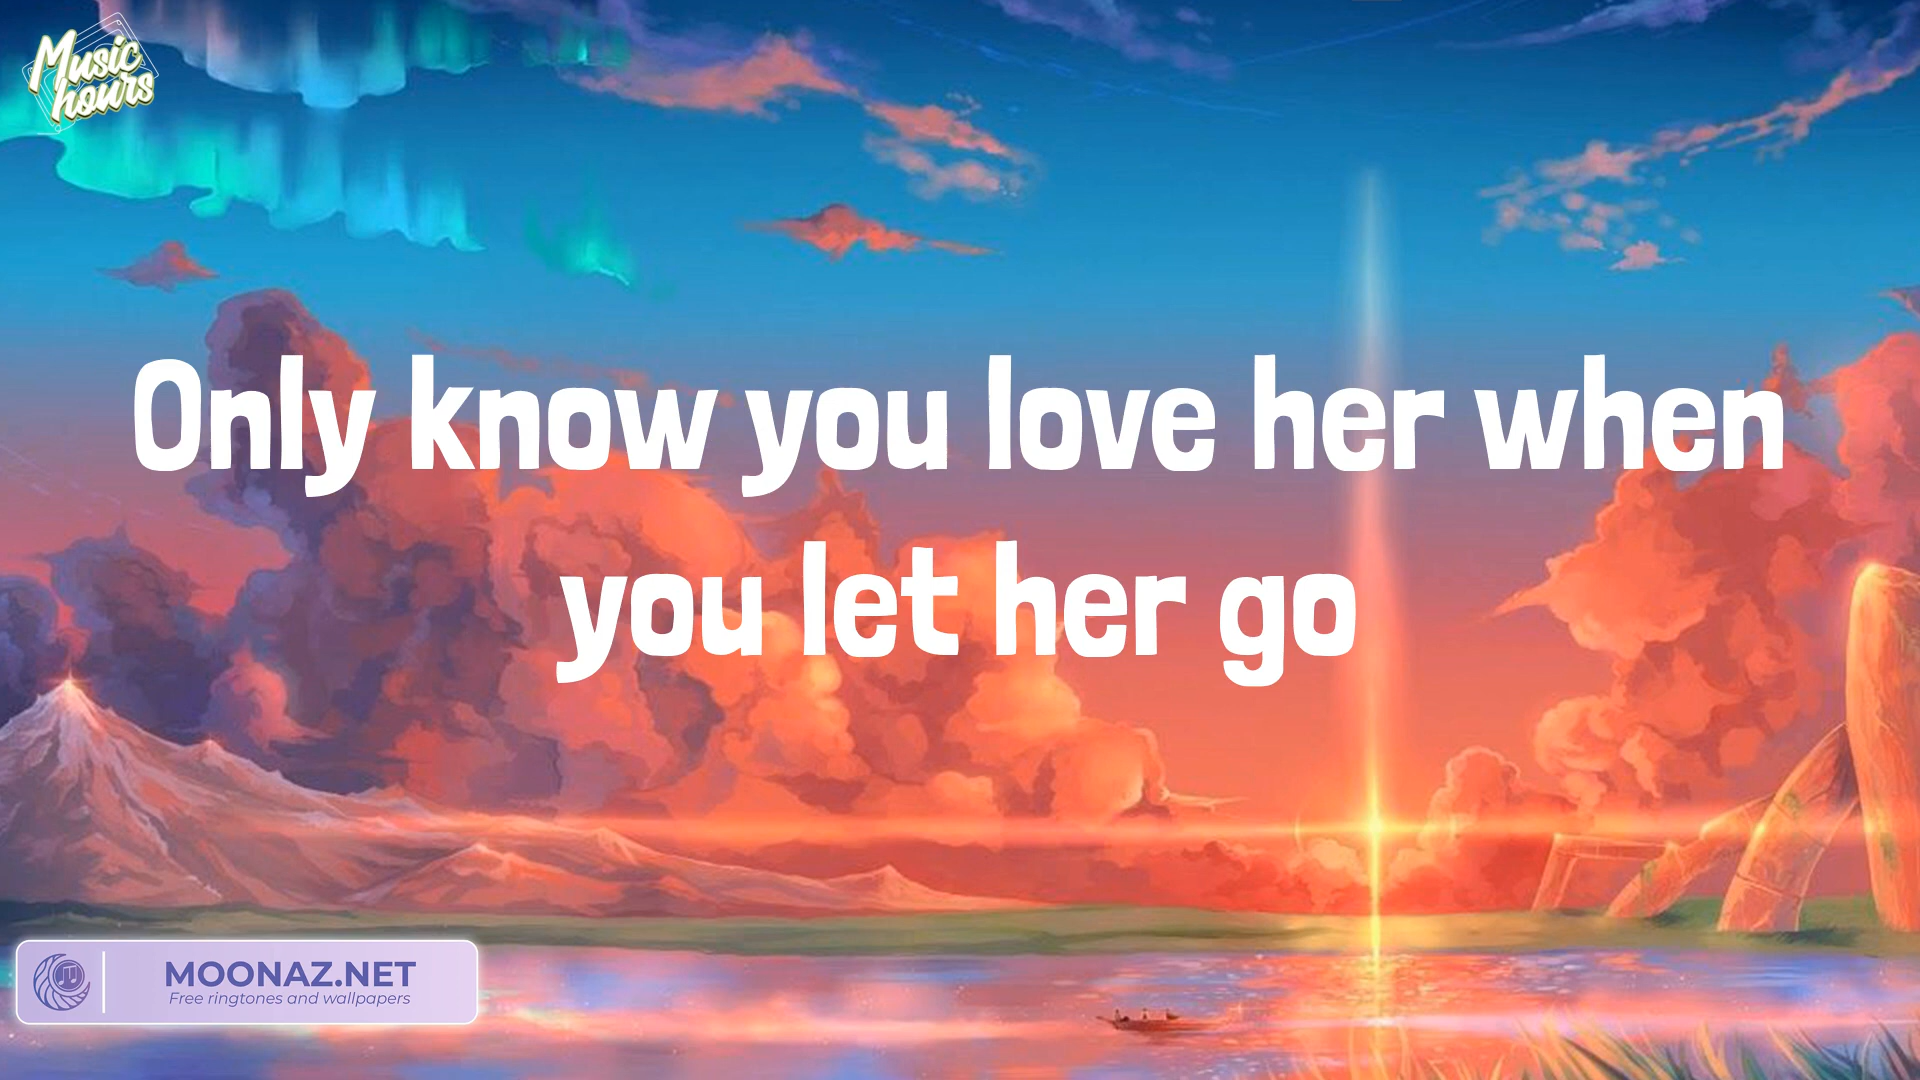 Music
hours
Only know you love her when
you let her go
MOONAZ.NET
Free ringtones and wallpapers